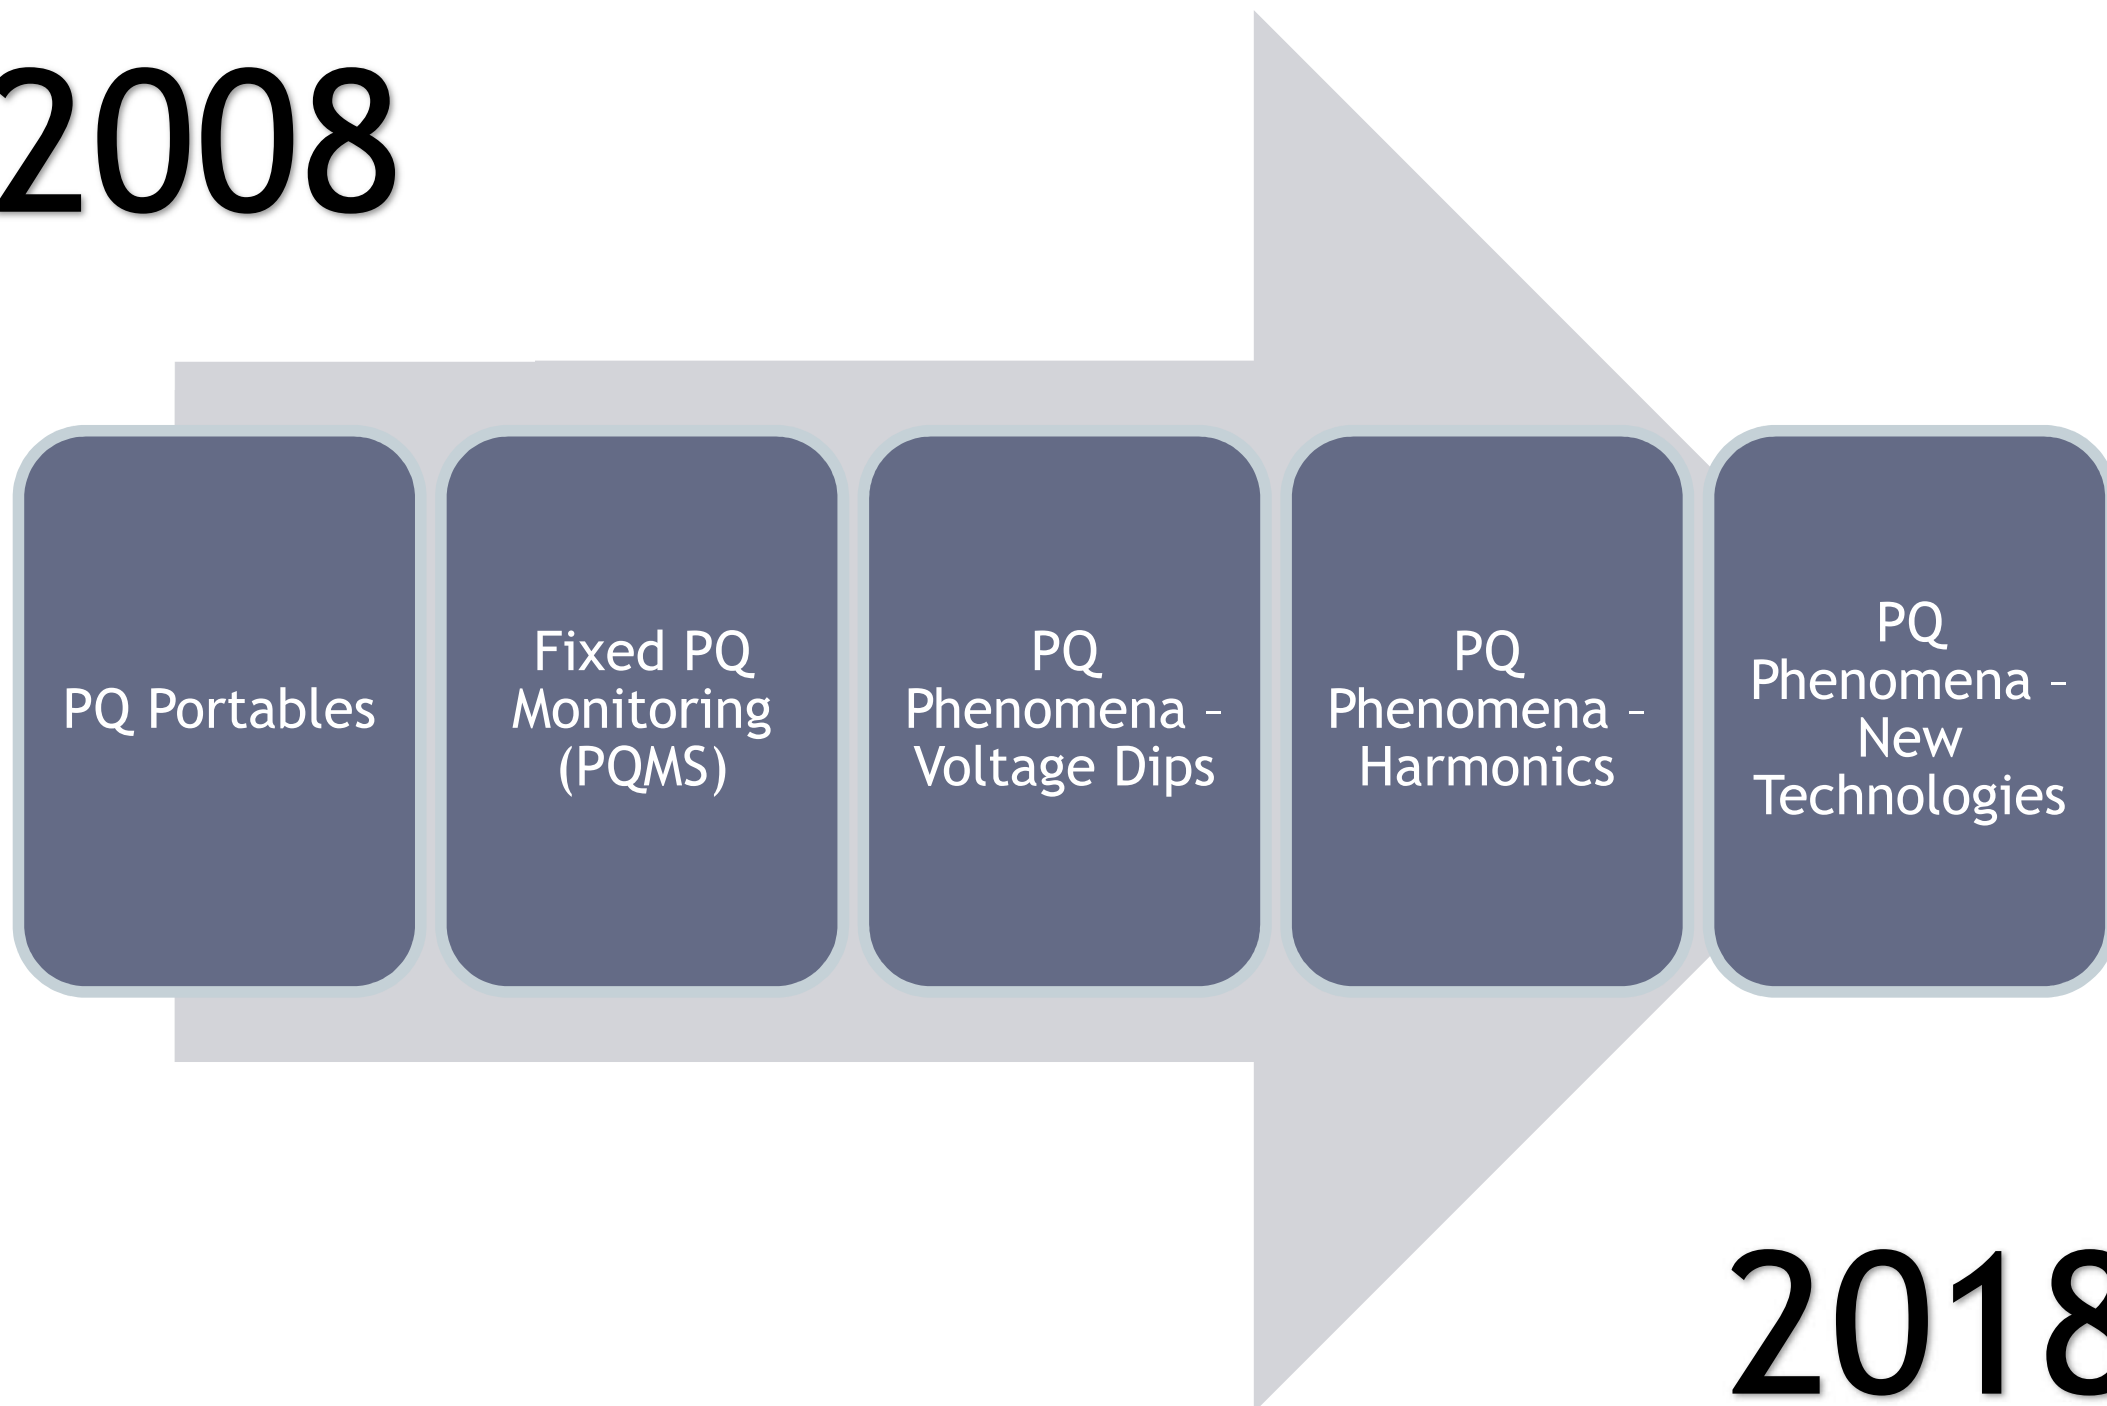 2008
PQ Portables
Fixed PQ
Monitoring
(PQMS)
PQ
Phenomena –
Voltage Dips
PQ
Phenomena –
Harmonics
PQ
Phenomena –
New
Technologies
2018